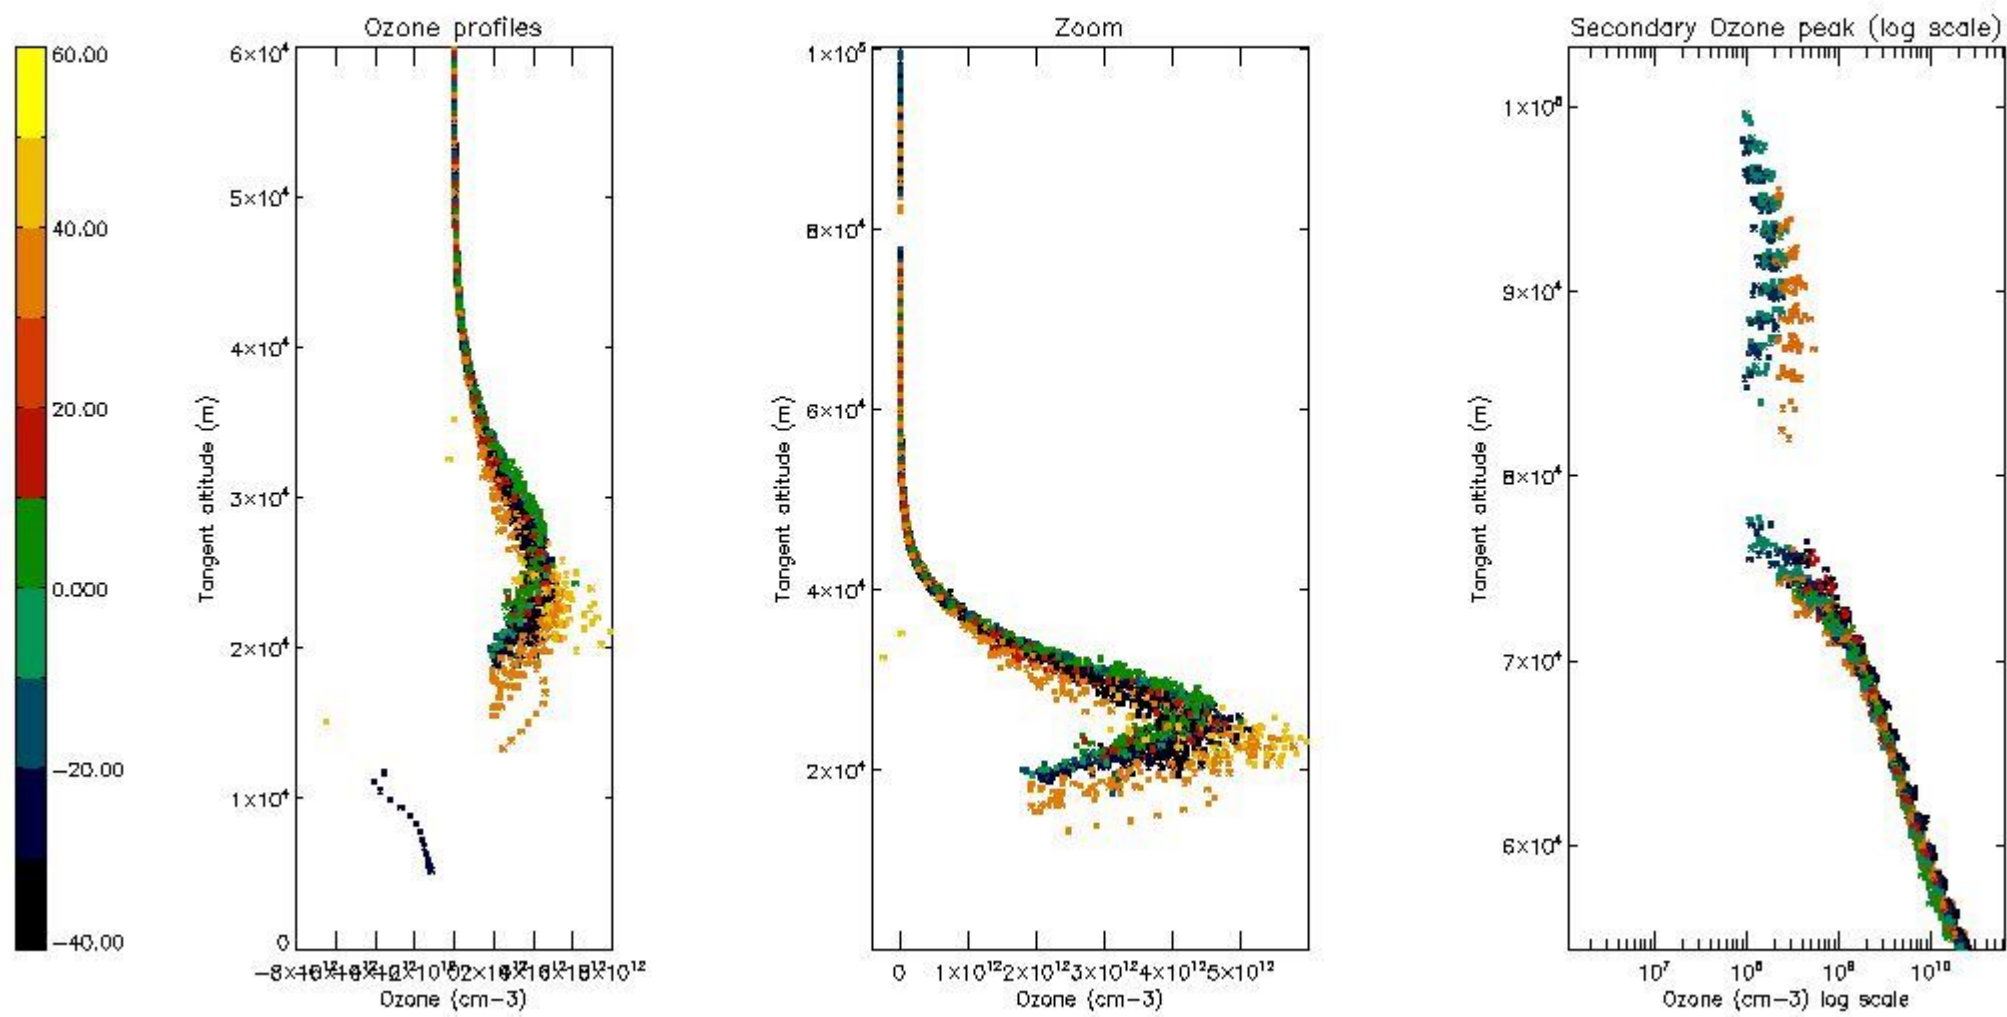 60.00
40.00
20.00
0.000
-20.00
-40.00
Ozone profiles
6×10⁴
5×10⁴
4×10⁴
3×10⁴
2×10⁴
1×10⁴
0
Tangent altitude (m)
Ozone (cm-3)
Zoom
1×10⁵
8×10⁴
6×10⁴
4×10⁴
2×10⁴
Tangent altitude (m)
0 1×10¹² 2×10¹² 3×10¹² 4×10¹² 5×10¹²
Ozone (cm-3)
Secondary Ozone peak (log scale)
9×10⁴
8×10⁴
7×10⁴
6×10⁴
Tangent altitude (m)
10⁷ 10⁸ 10⁹ 10¹⁰
Ozone (cm-3) log scale